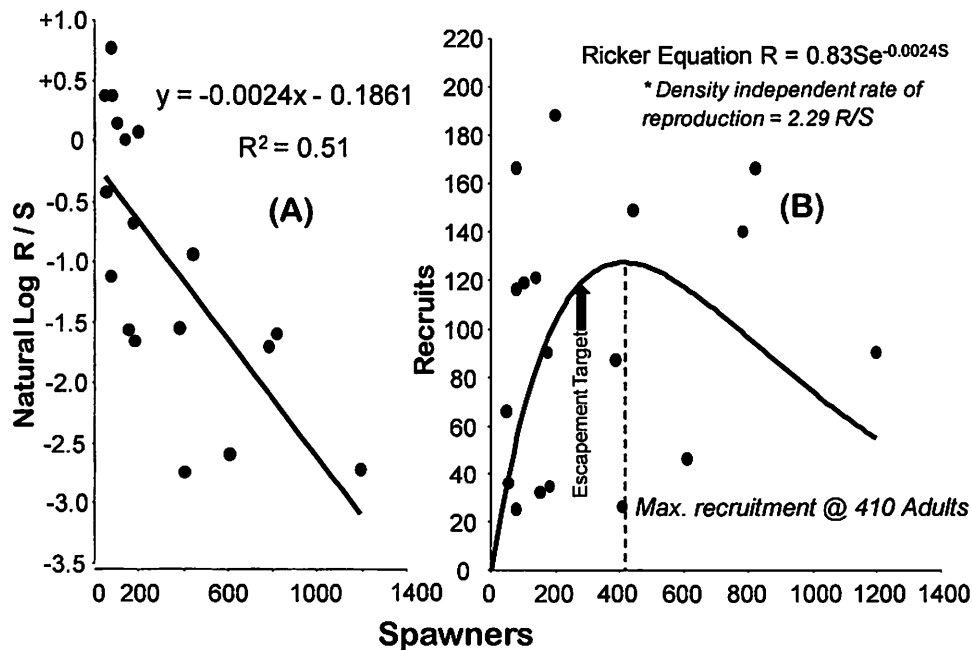 +1.0
+0.5
0
-0.5
-1.0
-1.5
-2.0
-2.5
-3.0
-3.5
Natural Log R / S
y = -0.0024x - 0.1861
R² = 0.51
(A)
0 200 600 1000 1400
220
200
180
160
140
120
100
80
60
40
20
0
Recruits
Ricker Equation R = 0.83Se^-0.0024S
* Density independent rate of
reproduction = 2.29 R/S
(B)
Escapement Target
Max. recruitment @ 410 Adults
0 200 400 600 800 1000 1200 1400
Spawners